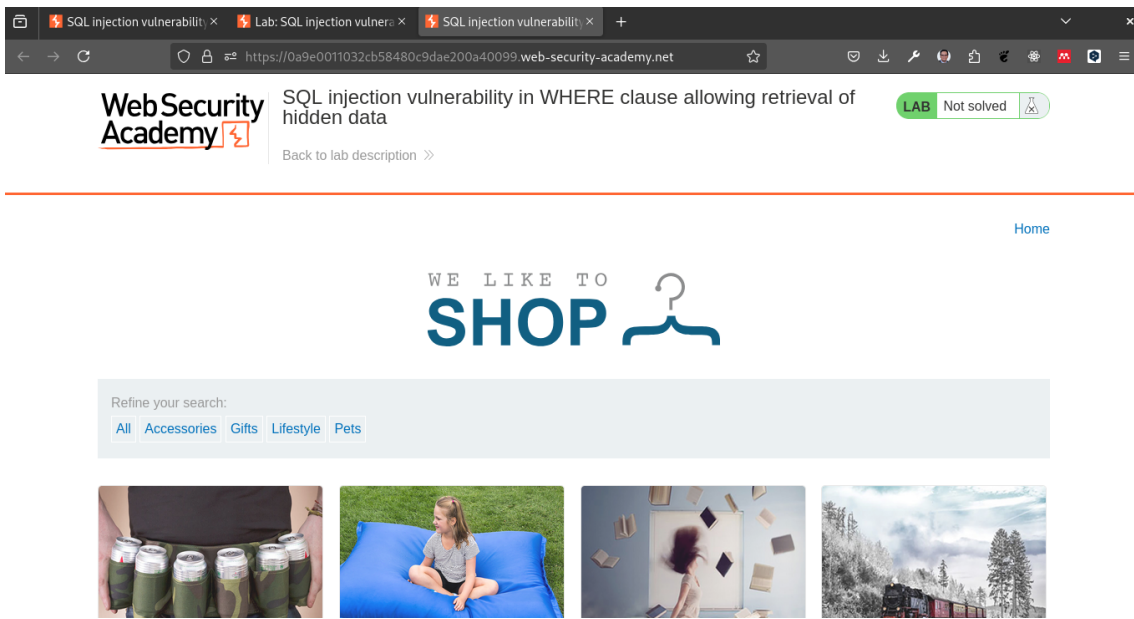 SQL injection vulnerability
Lab: SQL injection vulnera
SQL injection vulnerability
https://0a9e0011032cb58480c9dae200a40099.web-security-academy.net
WebSecurity
Academy
SQL injection vulnerability in WHERE clause allowing retrieval of
hidden data
LAB Not solved
Back to lab description
Home
WE LIKE TO
SHOP
Refine your search:
All Accessories Gifts Lifestyle Pets